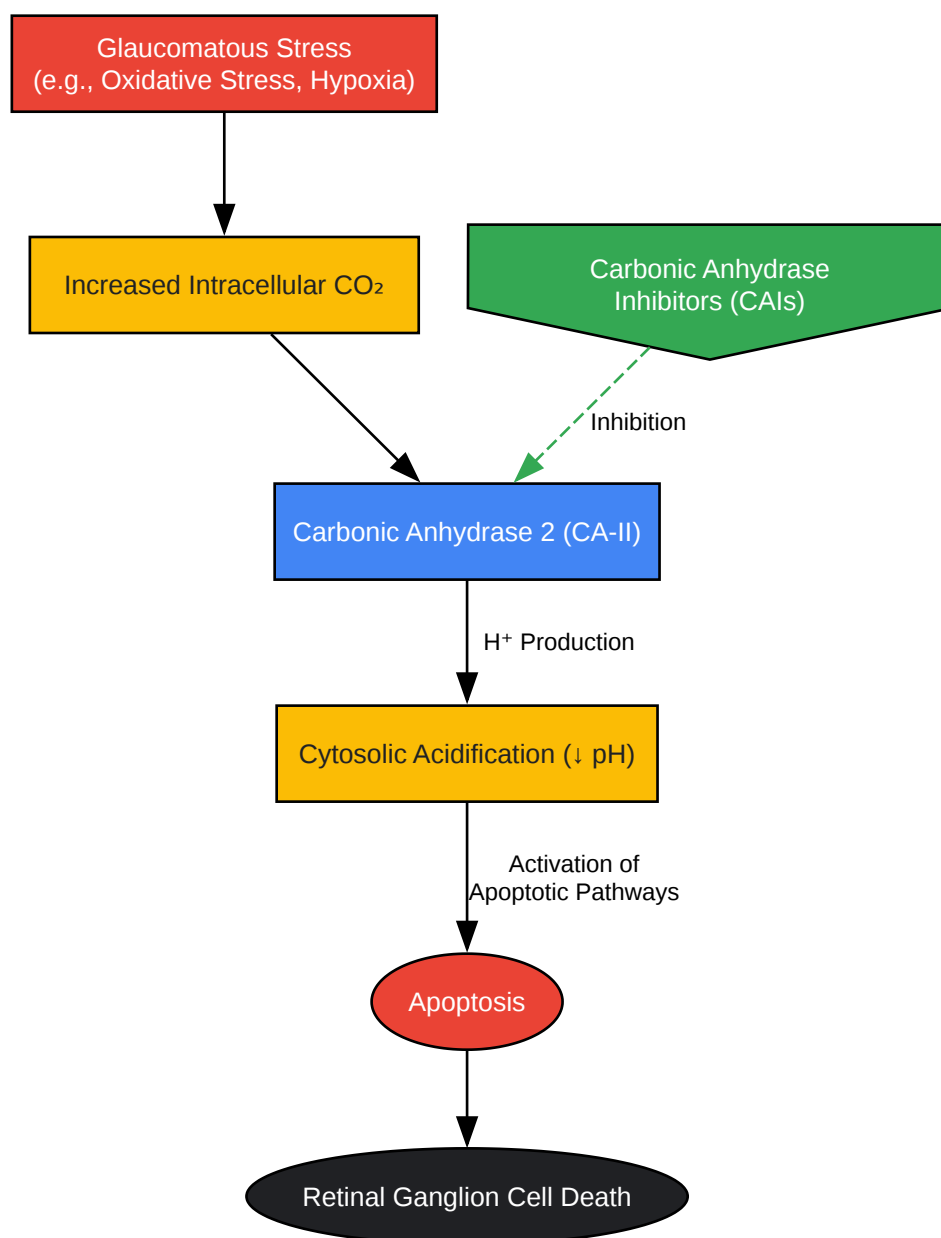 Glaucomatous Stress
(e.g., Oxidative Stress, Hypoxia)
Increased Intracellular CO₂
Carbonic Anhydrase
Inhibitors (CAIs)
Inhibition
Carbonic Anhydrase 2 (CA-II)
H⁺ Production
Cytosolic Acidification (↓ pH)
Activation of
Apoptotic Pathways
Apoptosis
Retinal Ganglion Cell Death